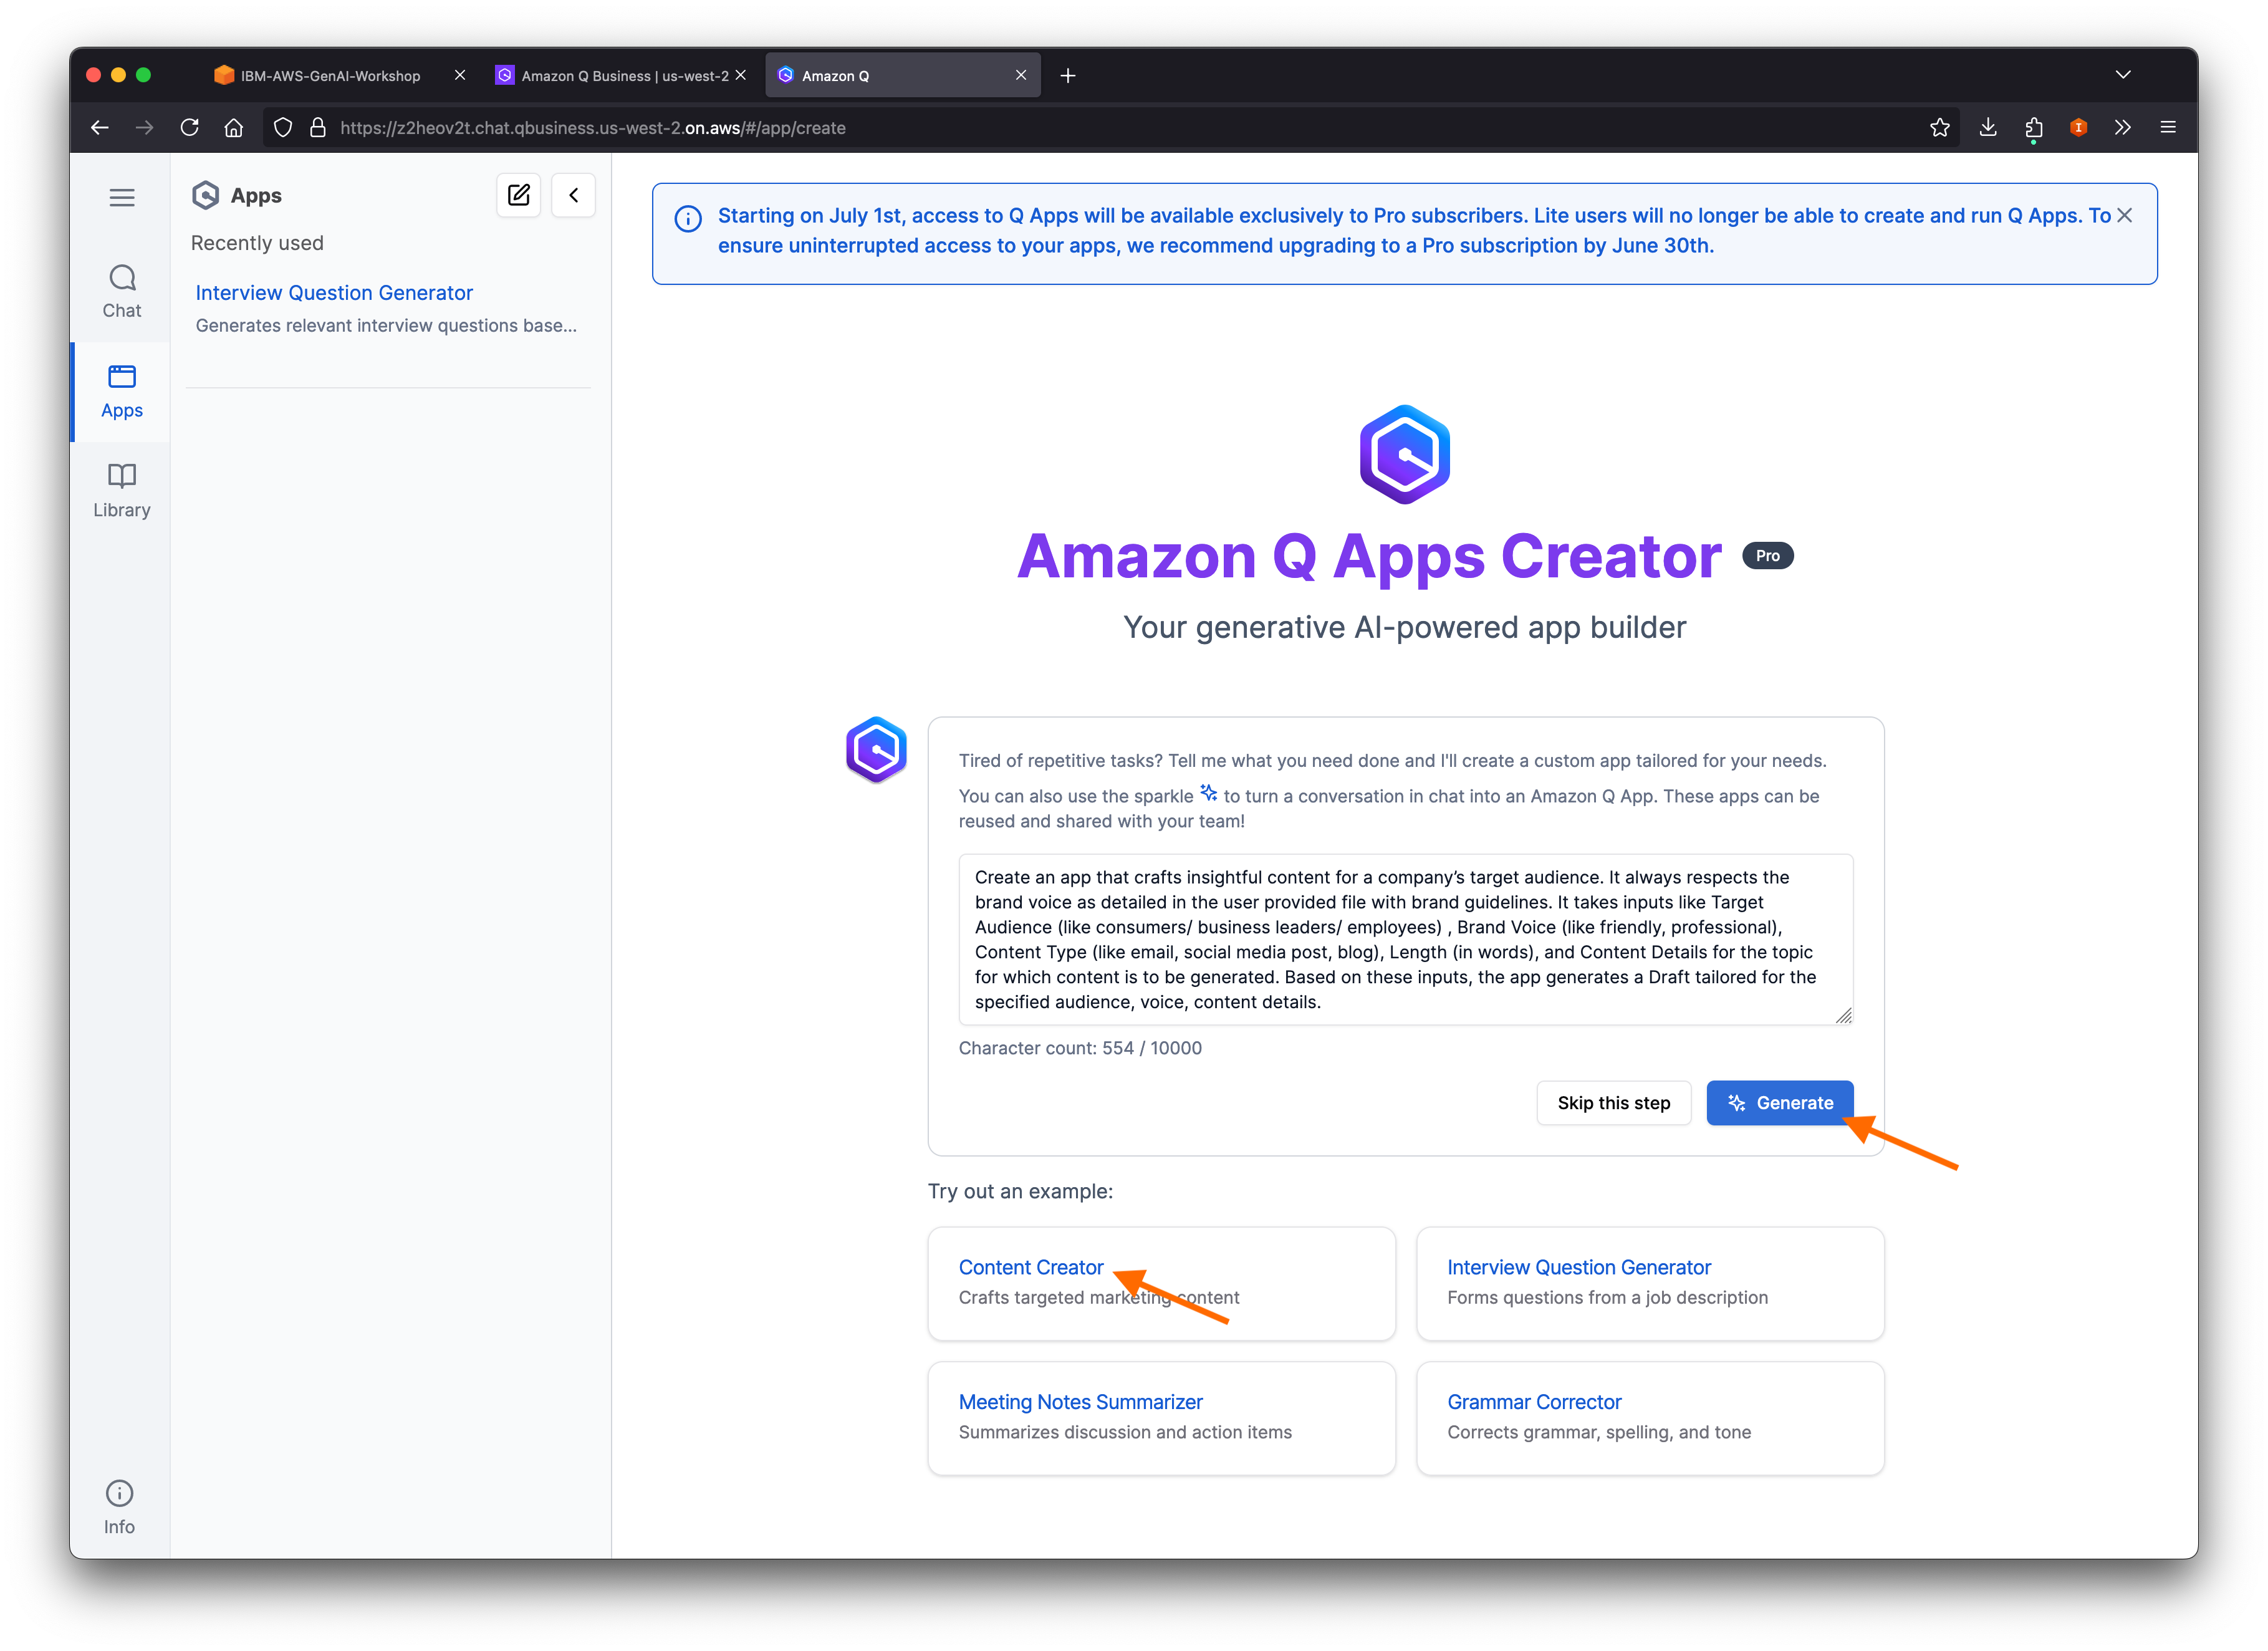 IBM-AWS-GenAI-Workshop
Amazon Q Business | us-west-2
Amazon Q
https://z2heov2t.chat.qbusiness.us-west-2.on.aws/#/app/create
Apps
Recently used
Interview Question Generator
Generates relevant interview questions base...
Chat
Apps
Library
Info
Starting on July 1st, access to Q Apps will be available exclusively to Pro subscribers. Lite users will no longer be able to create and run Q Apps. To
ensure uninterrupted access to your apps, we recommend upgrading to a Pro subscription by June 30th.
Amazon Q Apps Creator Pro
Your generative AI-powered app builder
Tired of repetitive tasks? Tell me what you need done and I'll create a custom app tailored for your needs.
You can also use the sparkle to turn a conversation in chat into an Amazon Q App. These apps can be
reused and shared with your team!
Create an app that crafts insightful content for a company’s target audience. It always respects the
brand voice as detailed in the user provided file with brand guidelines. It takes inputs like Target
Audience (like consumers/ business leaders/ employees) , Brand Voice (like friendly, professional),
Content Type (like email, social media post, blog), Length (in words), and Content Details for the topic
for which content is to be generated. Based on these inputs, the app generates a Draft tailored for the
specified audience, voice, content details.
Character count: 554 / 10000
Skip this step
Generate
Try out an example:
Content Creator
Crafts targeted marketing content
Interview Question Generator
Forms questions from a job description
Meeting Notes Summarizer
Summarizes discussion and action items
Grammar Corrector
Corrects grammar, spelling, and tone